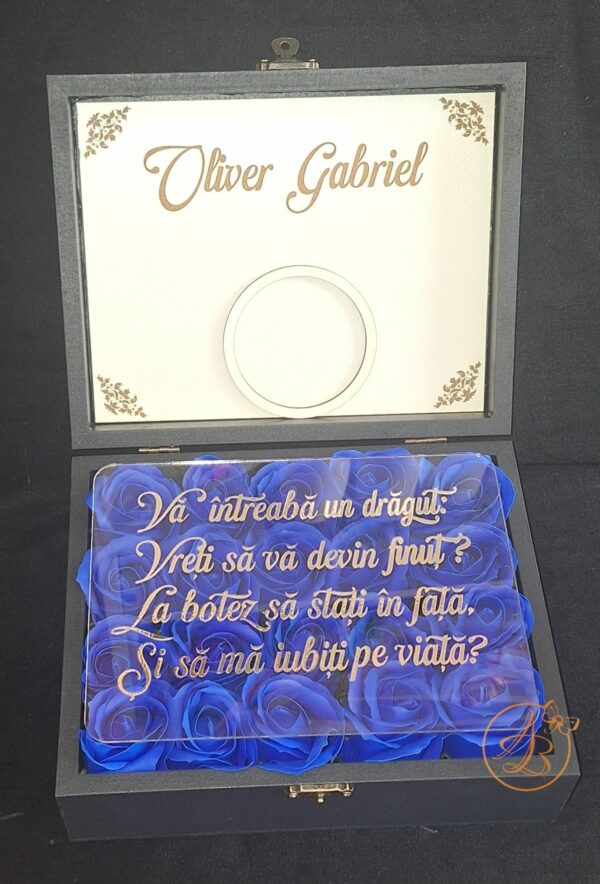 Oliver Gabriel
Vă întreabă un drăguț:
Vreți să vă devin finuț?
La botez să stați în față,
Și să mă iubiți pe viață?